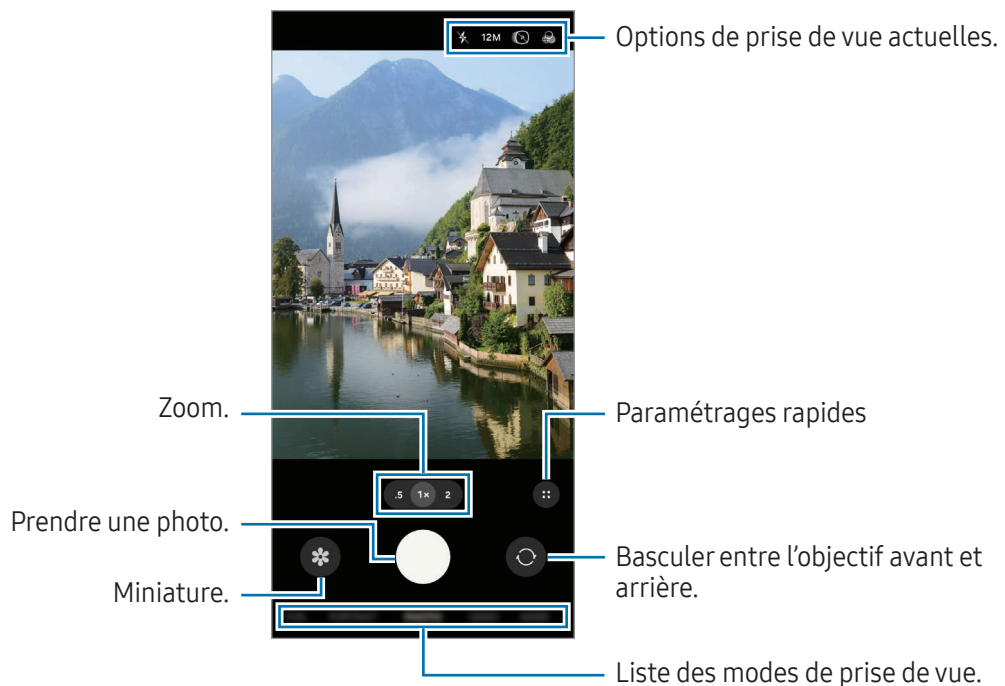 12M
Options de prise de vue actuelles.
Zoom.
Paramétrages rapides
.5 1× 2
Prendre une photo.
Basculer entre l'objectif avant et
arrière.
Miniature.
Liste des modes de prise de vue.